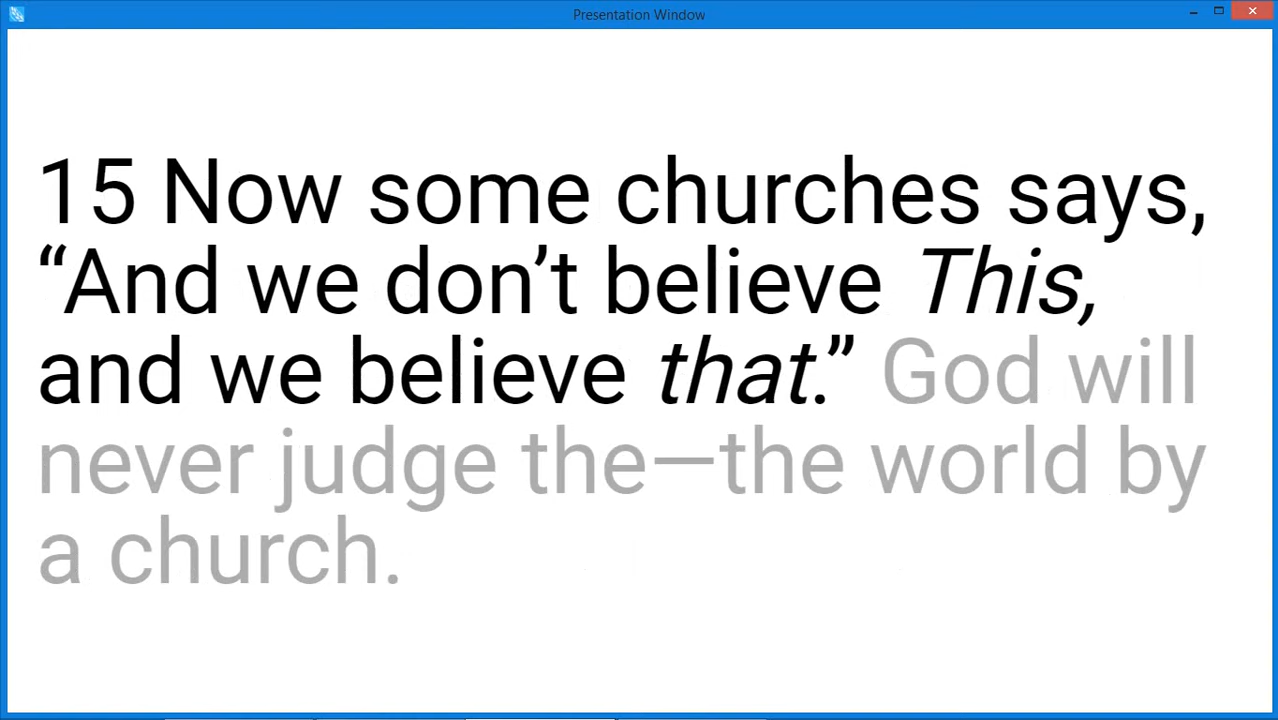 Presentation Window
15 Now some churches says,
“And we don’t believe This,
and we believe that.” God will
never judge the—the world by
a church.